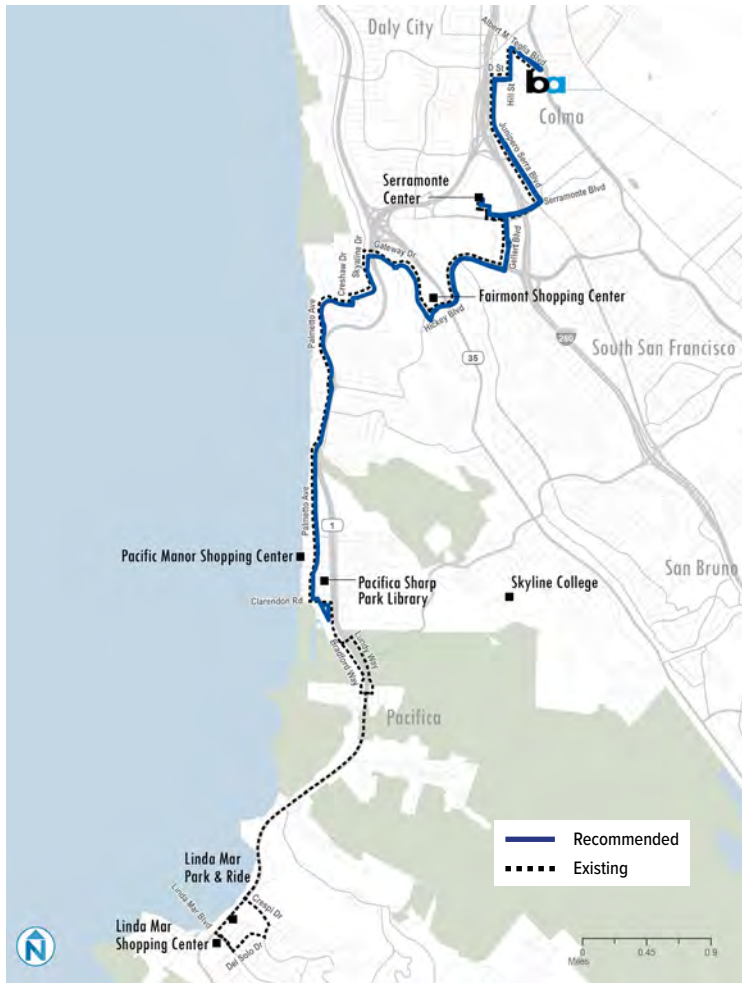 Daly City
Albert M. Teglia Blvd
D St
ba
Hill St
Colma
Junipero Serra Blvd
Serramonte
Center
Serramonte Blvd
Gellert Blvd
Gateway Dr
Skyline Dr
Creshaw Dr
Fairmont Shopping Center
Hickey Blvd
Palmetto Ave
280
South San Francisco
35
Palmetto Ave
1
Pacific Manor Shopping Center
Pacifica Sharp
Park Library
Skyline College
San Bruno
Clarendon Rd
Lundy Way
Bradford Way
Pacifica
Recommended
Existing
Linda Mar
Park & Ride
Crespi Dr
Linda Mar Blvd
Linda Mar
Shopping Center
Del Solo Dr
N
0 0.45 0.9
Miles